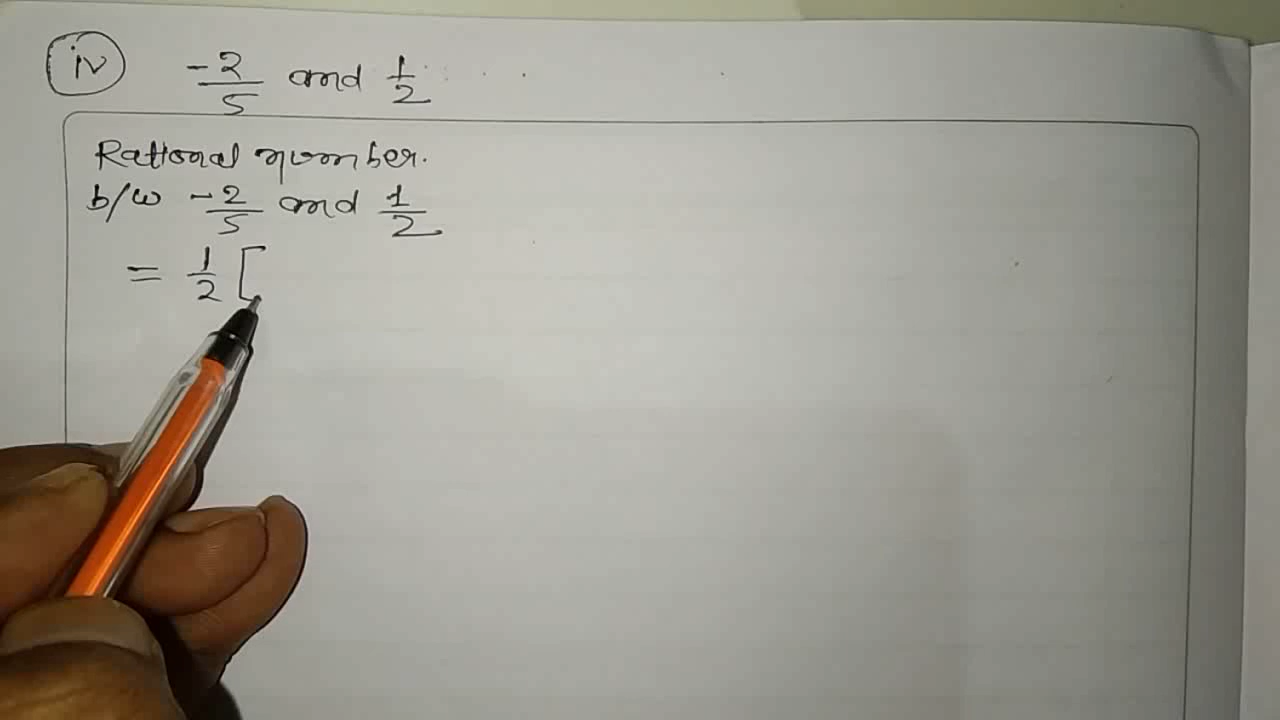 iv -2/5 and 1/2
Rational number.
b/w -2/5 and 1/2
= 1/2 [